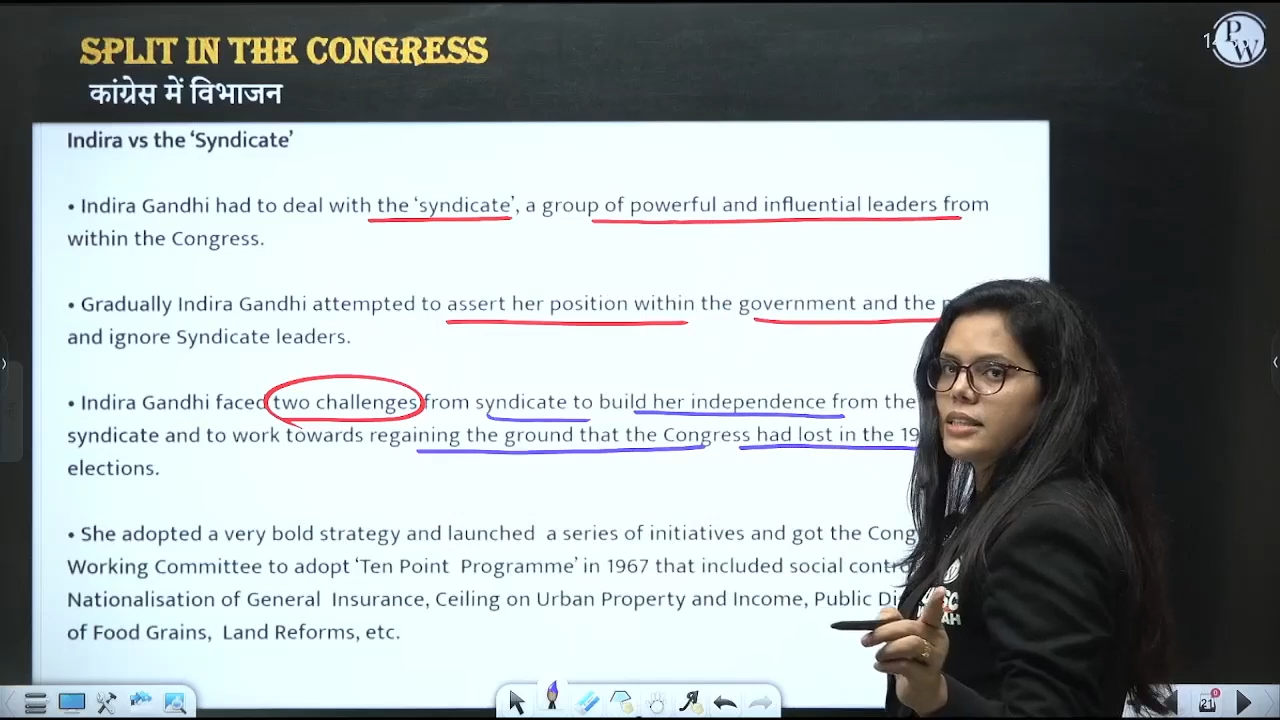 SPLIT IN THE CONGRESS
कांग्रेस में विभाजन
PW
Indira vs the ‘Syndicate’
• Indira Gandhi had to deal with the ‘syndicate’, a group of powerful and influential leaders from
within the Congress.
• Gradually Indira Gandhi attempted to assert her position within the government and the
and ignore Syndicate leaders.
• Indira Gandhi faced two challenges from syndicate to build her independence from the
syndicate and to work towards regaining the ground that the Congress had lost in the 19
elections.
• She adopted a very bold strategy and launched a series of initiatives and got the Cong
Working Committee to adopt ‘Ten Point Programme’ in 1967 that included social contro
Nationalisation of General Insurance, Ceiling on Urban Property and Income, Public Di
of Food Grains, Land Reforms, etc.
21